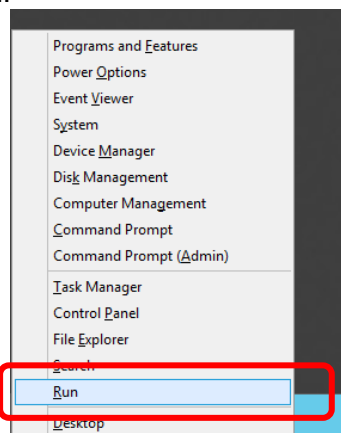 Programs and Features
Power Options
Event Viewer
System
Device Manager
Disk Management
Computer Management
Command Prompt
Command Prompt (Admin)
Task Manager
Control Panel
File Explorer
Search
Run
Desktop